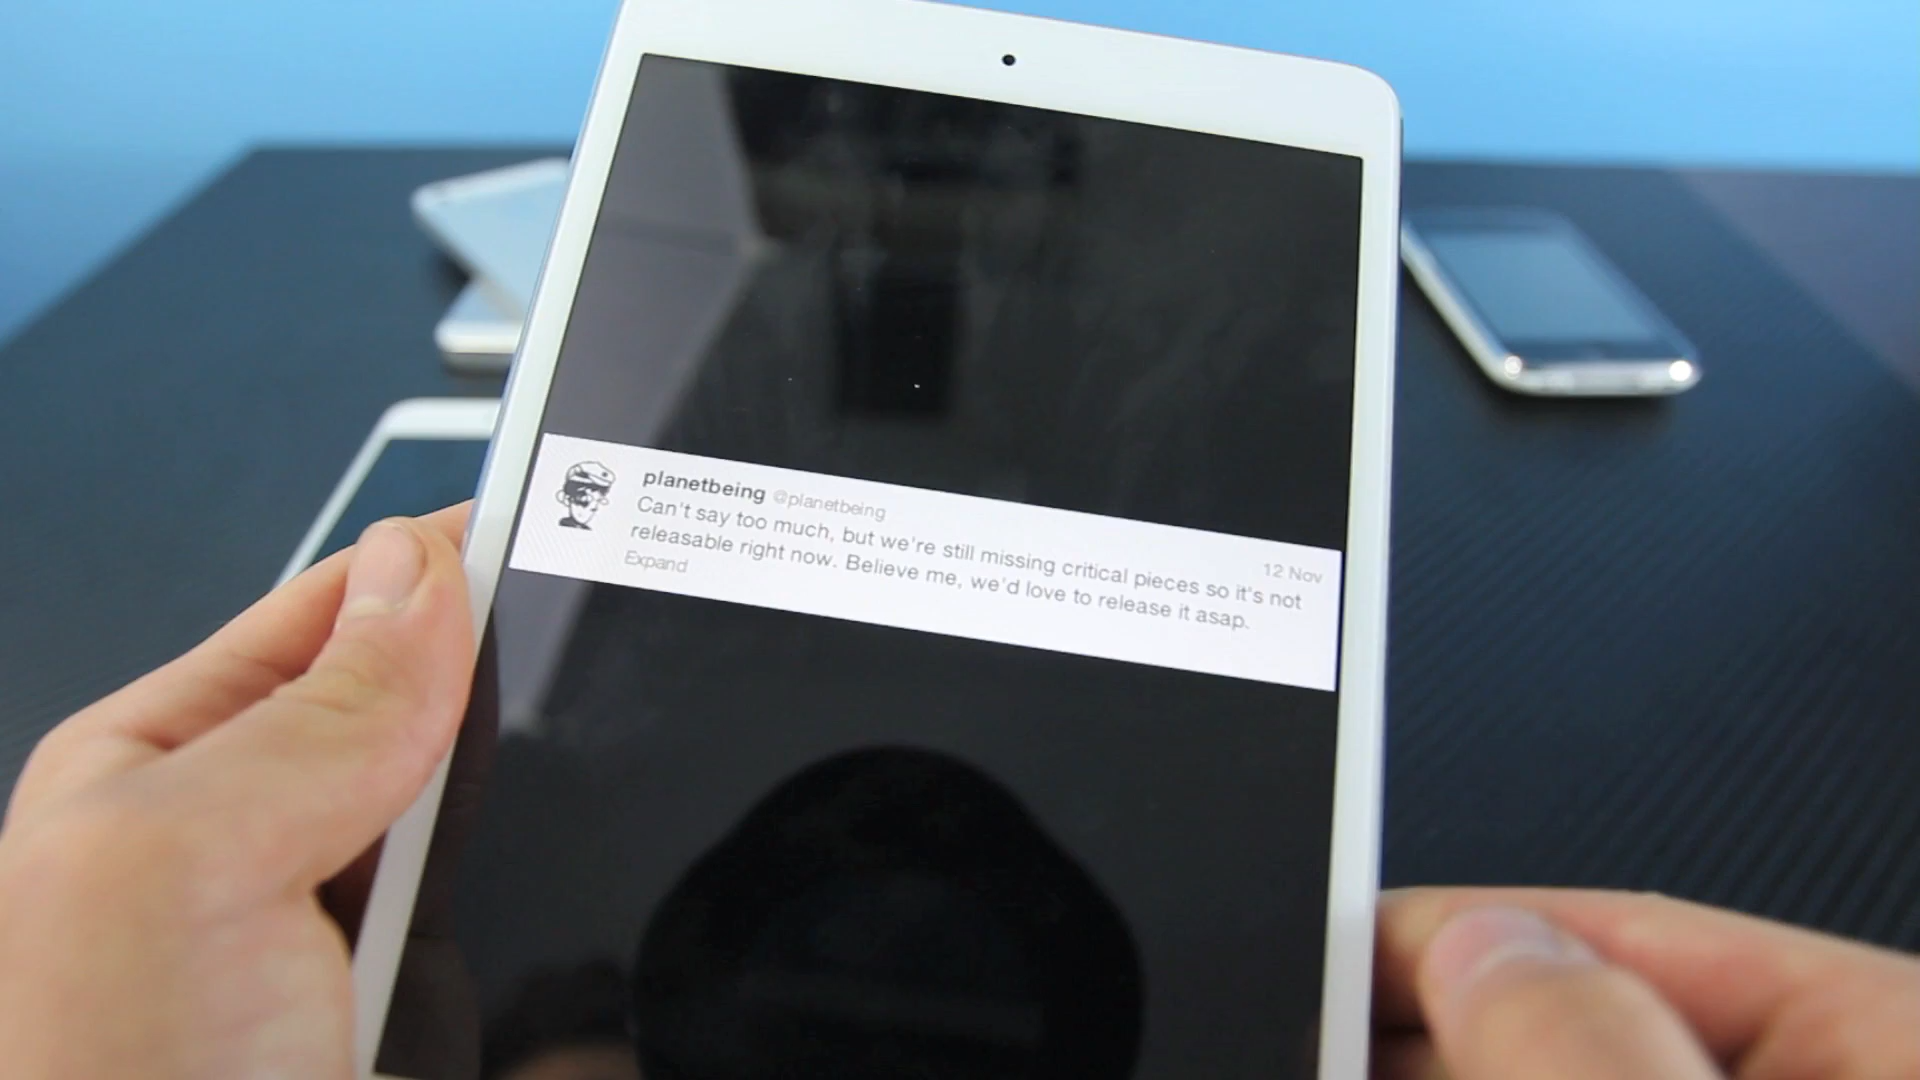 planetbeing @planetbeing
12 Nov
Can't say too much, but we're still missing critical pieces so it's not
releasable right now. Believe me, we'd love to release it asap.
Expand